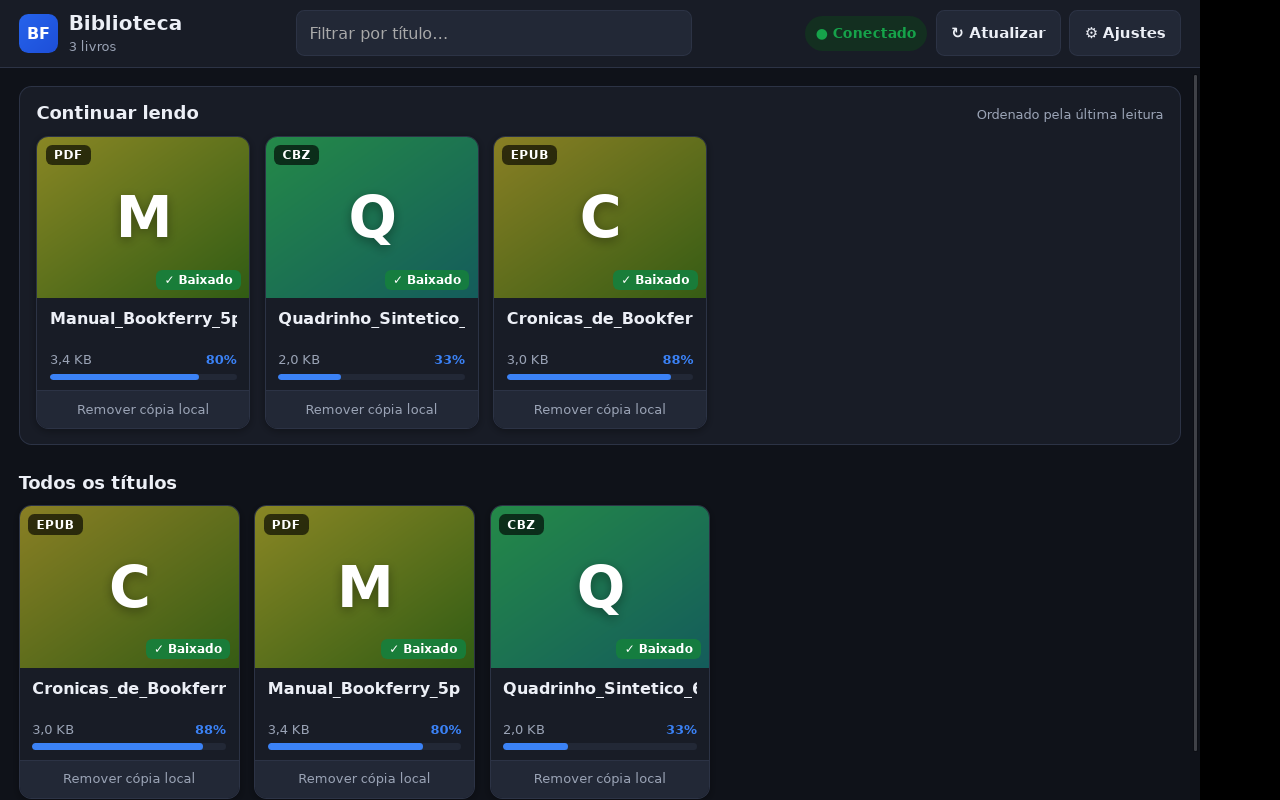 BF
Biblioteca
3 livros
Filtrar por título...
● Conectado
↻ Atualizar
⚙ Ajustes
Continuar lendo
Ordenado pela última leitura
PDF
M
✓ Baixado
Manual_Bookferry_5p
3,4 KB
80%
Remover cópia local
CBZ
Q
✓ Baixado
Quadrinho_Sintetico_
2,0 KB
33%
Remover cópia local
EPUB
C
✓ Baixado
Cronicas_de_Bookfer
3,0 KB
88%
Remover cópia local
Todos os títulos
EPUB
C
✓ Baixado
Cronicas_de_Bookferr
3,0 KB
88%
Remover cópia local
PDF
M
✓ Baixado
Manual_Bookferry_5p
3,4 KB
80%
Remover cópia local
CBZ
Q
✓ Baixado
Quadrinho_Sintetico_6
2,0 KB
33%
Remover cópia local